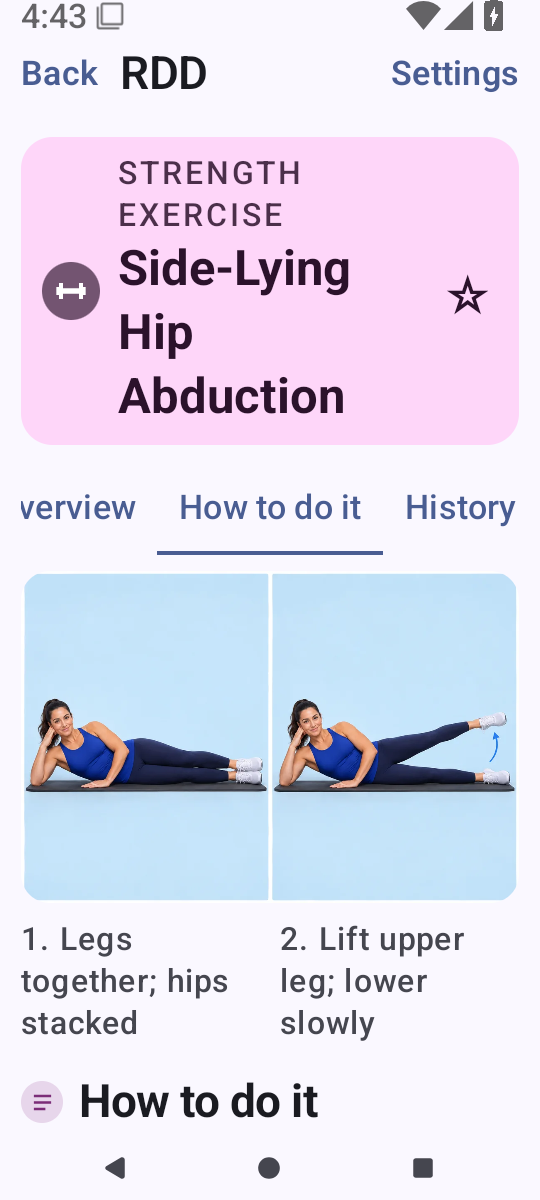 4:43
Back RDD Settings
STRENGTH
EXERCISE
Side-Lying
Hip
Abduction
verview How to do it History
1. Legs
together; hips
stacked
2. Lift upper
leg; lower
slowly
How to do it